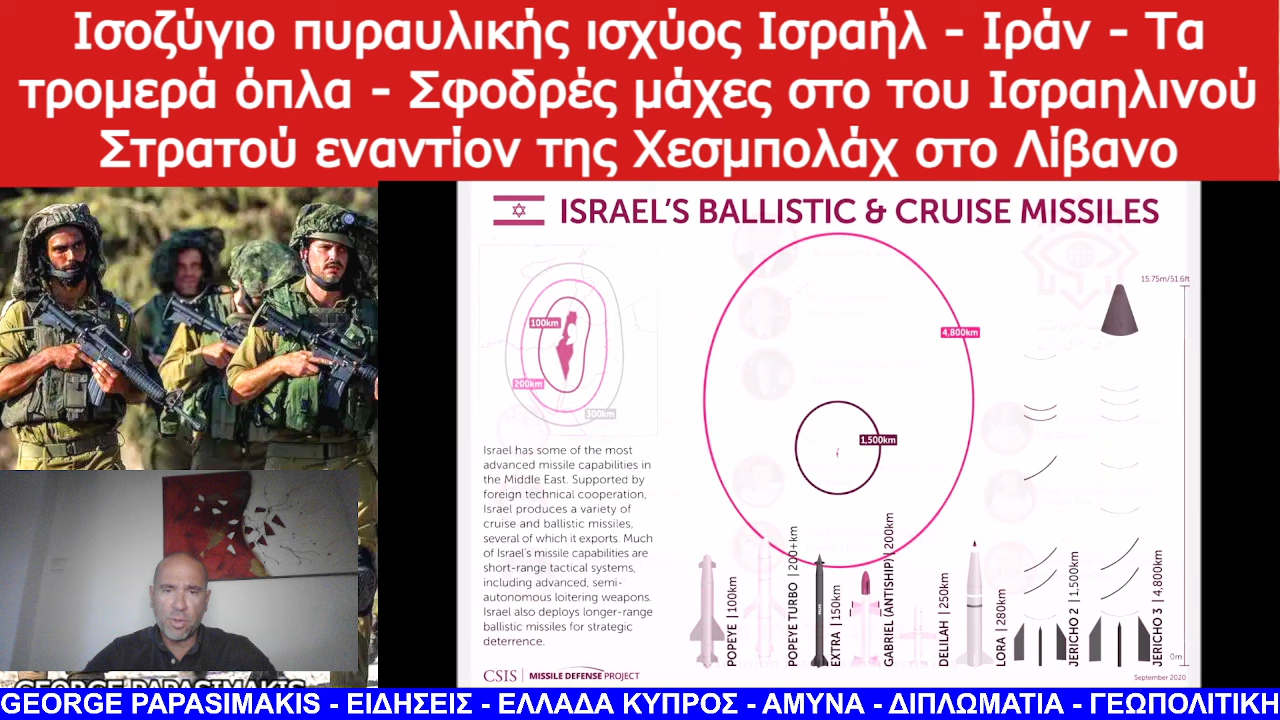 Ισοζύγιο πυραυλικής ισχύος Ισραήλ - Ιράν - Τα
τρομερά όπλα - Σφοδρές μάχες στο του Ισραηλινού
Στρατού εναντίον της Χεσμπολάχ στο Λίβανο
ISRAEL'S BALLISTIC & CRUISE MISSILES
15.75m/51.6ft
100km
200km
300km
4,800km
1,500km
Israel has some of the most
advanced missile capabilities in
the Middle East. Supported by
foreign technical cooperation,
Israel produces a variety of
cruise and ballistic missiles,
several of which it exports. Much
of Israel's missile capabilities are
short-range tactical systems,
including advanced, semi-
autonomous loitering weapons.
Israel also deploys longer-range
ballistic missiles for strategic
deterrence.
POPEYE | 100km
POPEYE TURBO | 200+km
EXTRA | 150km
GABRIEL (ANTISHIP) | 200km
DELILAH | 250km
LORA | 280km
JERICHO 2 | 1,500km
JERICHO 3 | 4,800km
0m
CSIS | MISSILE DEFENSE PROJECT
September 2020
GEORGE PAPASIMAKIS
GEORGE PAPASIMAKIS - ΕΙΔΗΣΕΙΣ - ΕΛΛΑΔΑ ΚΥΠΡΟΣ - ΑΜΥΝΑ - ΔΙΠΛΩΜΑΤΙΑ - ΓΕΩΠΟΛΙΤΙΚΗ